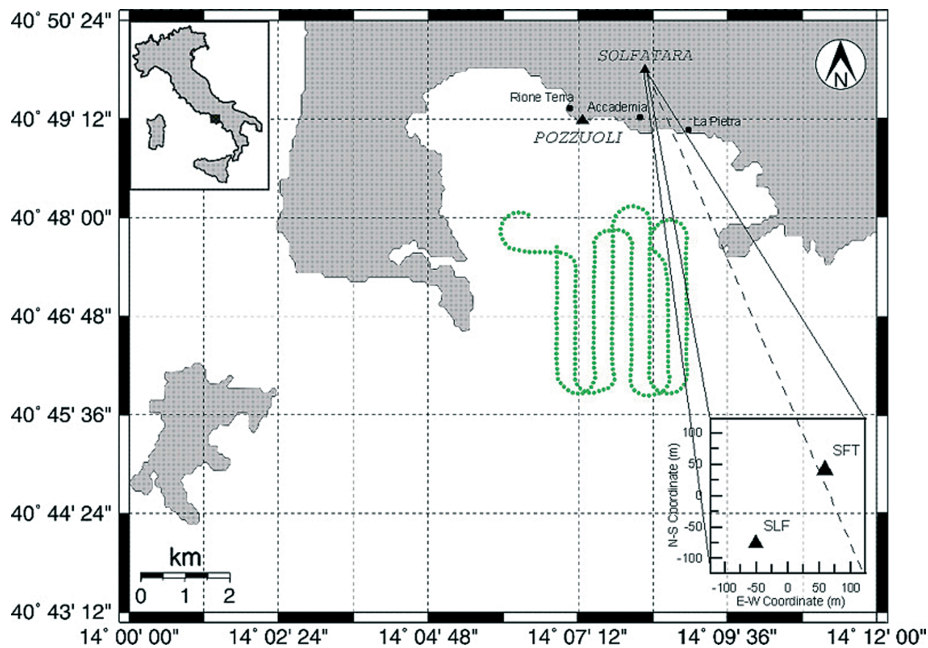 40° 50' 24"
SOLFATARA
N
Rione Terra
Accademia
La Pietra
40° 49' 12"
POZZUOLI
40° 48' 00"
40° 46' 48"
40° 45' 36"
40° 44' 24"
40° 43' 12"
km
0 1 2
N-S Coordinate (m)
100
50
0
-50
-100
SFT
SLF
-100 -50 0 50 100
E-W Coordinate (m)
14° 00' 00" 14° 02' 24" 14° 04' 48" 14° 07' 12" 14° 09' 36" 14° 12' 00"